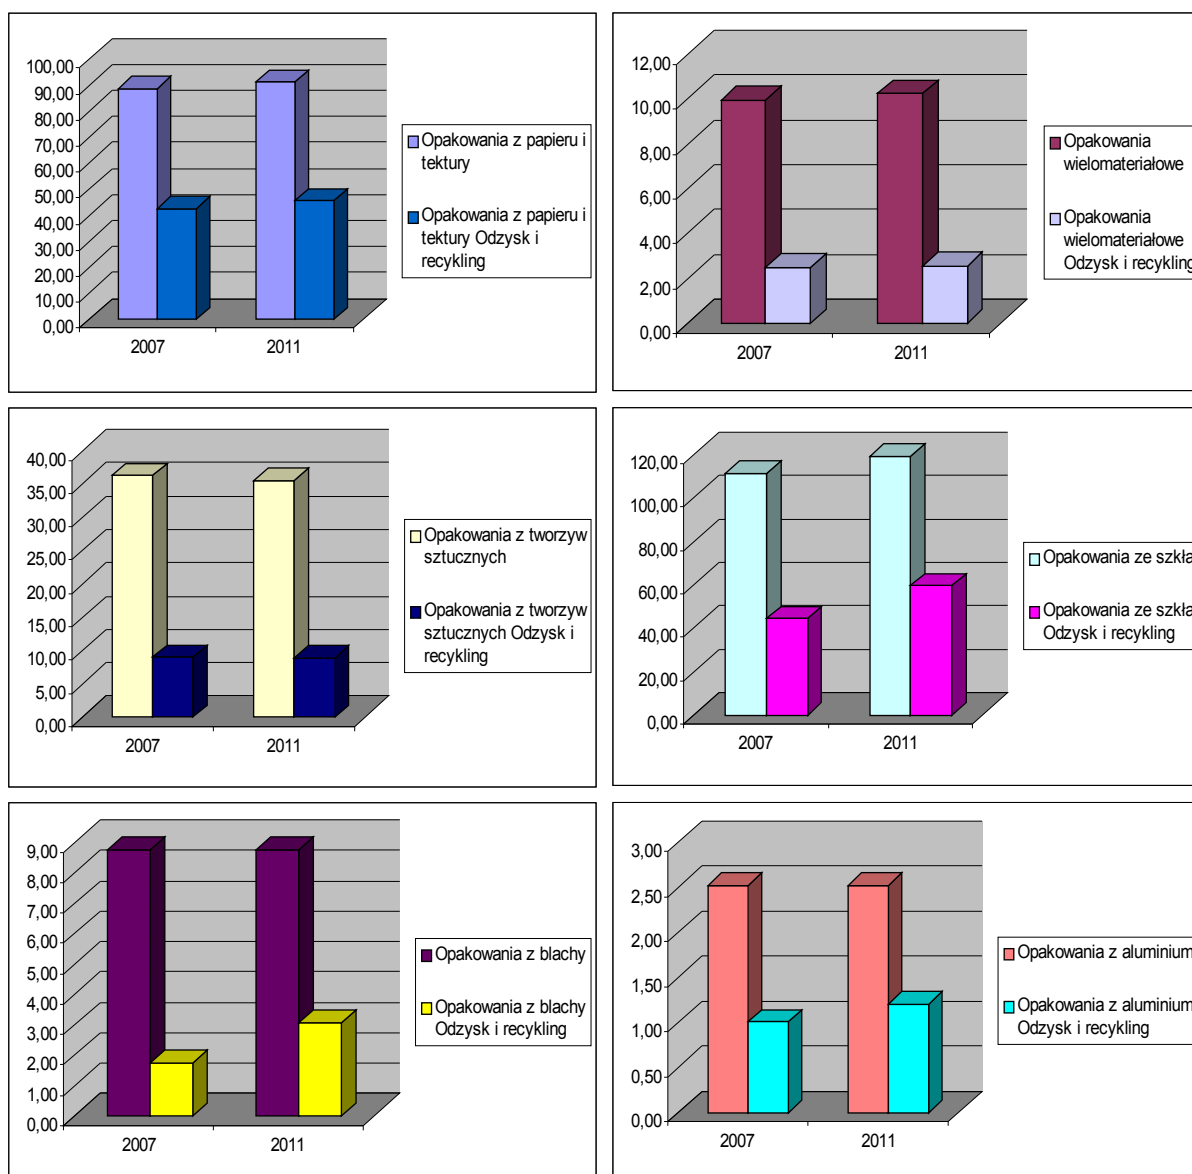 100,00
90,00
80,00
70,00
60,00
50,00
40,00
30,00
20,00
10,00
0,00
2007
2011
Opakowania z papieru i
tektury
Opakowania z papieru i
tektury Odzysk i
recykling
12,00
10,00
8,00
6,00
4,00
2,00
0,00
2007
2011
Opakowania
wielomateriałowe
Opakowania
wielomateriałowe
Odzysk i recykling
40,00
35,00
30,00
25,00
20,00
15,00
10,00
5,00
0,00
2007
2011
Opakowania z tworzyw
sztucznych
Opakowania z tworzyw
sztucznych Odzysk i
recykling
120,00
100,00
80,00
60,00
40,00
20,00
0,00
2007
2011
Opakowania ze szkła
Opakowania ze szkła
Odzysk i recykling
9,00
8,00
7,00
6,00
5,00
4,00
3,00
2,00
1,00
0,00
2007
2011
Opakowania z blachy
Opakowania z blachy
Odzysk i recykling
3,00
2,50
2,00
1,50
1,00
0,50
0,00
2007
2011
Opakowania z aluminium
Opakowania z aluminium
Odzysk i recykling